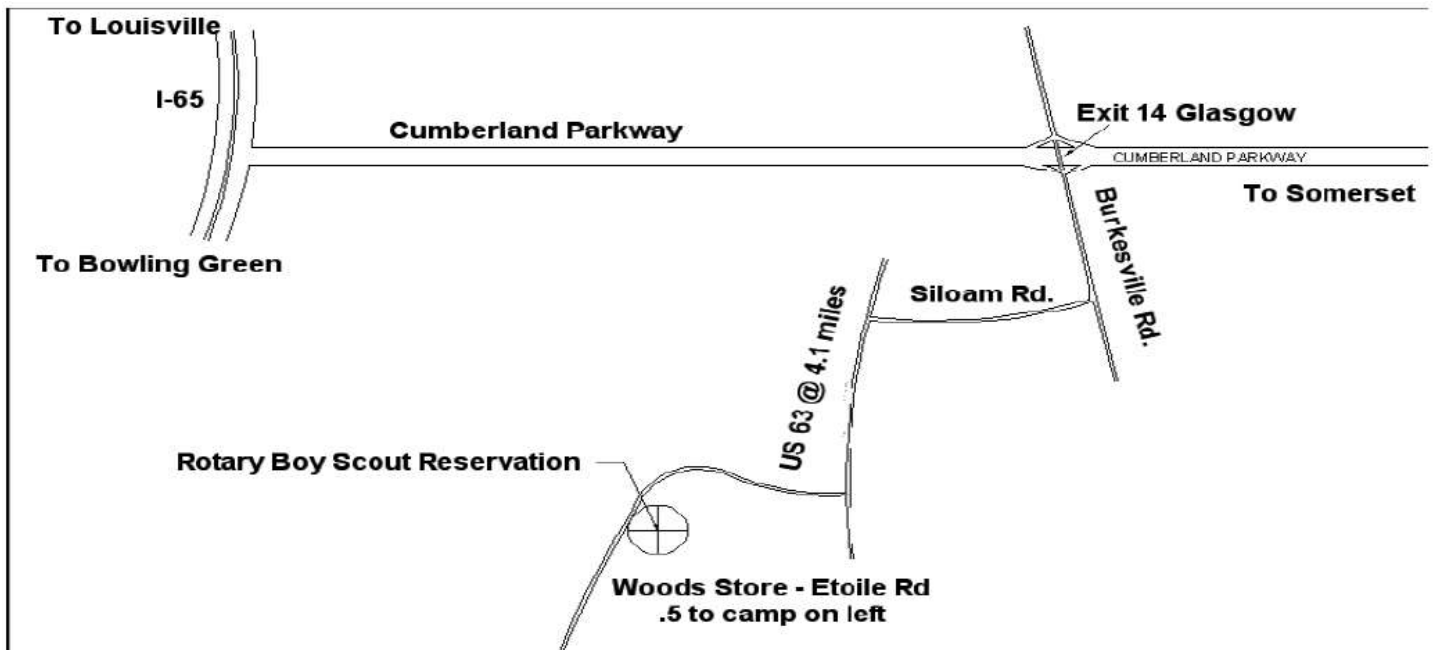 To Louisville
I-65
Cumberland Parkway
Exit 14 Glasgow
CUMBERLAND PARKWAY
To Somerset
To Bowling Green
Burkesville Rd.
Siloam Rd.
US 63 @ 4.1 miles
Rotary Boy Scout Reservation
Woods Store - Etoile Rd
.5 to camp on left